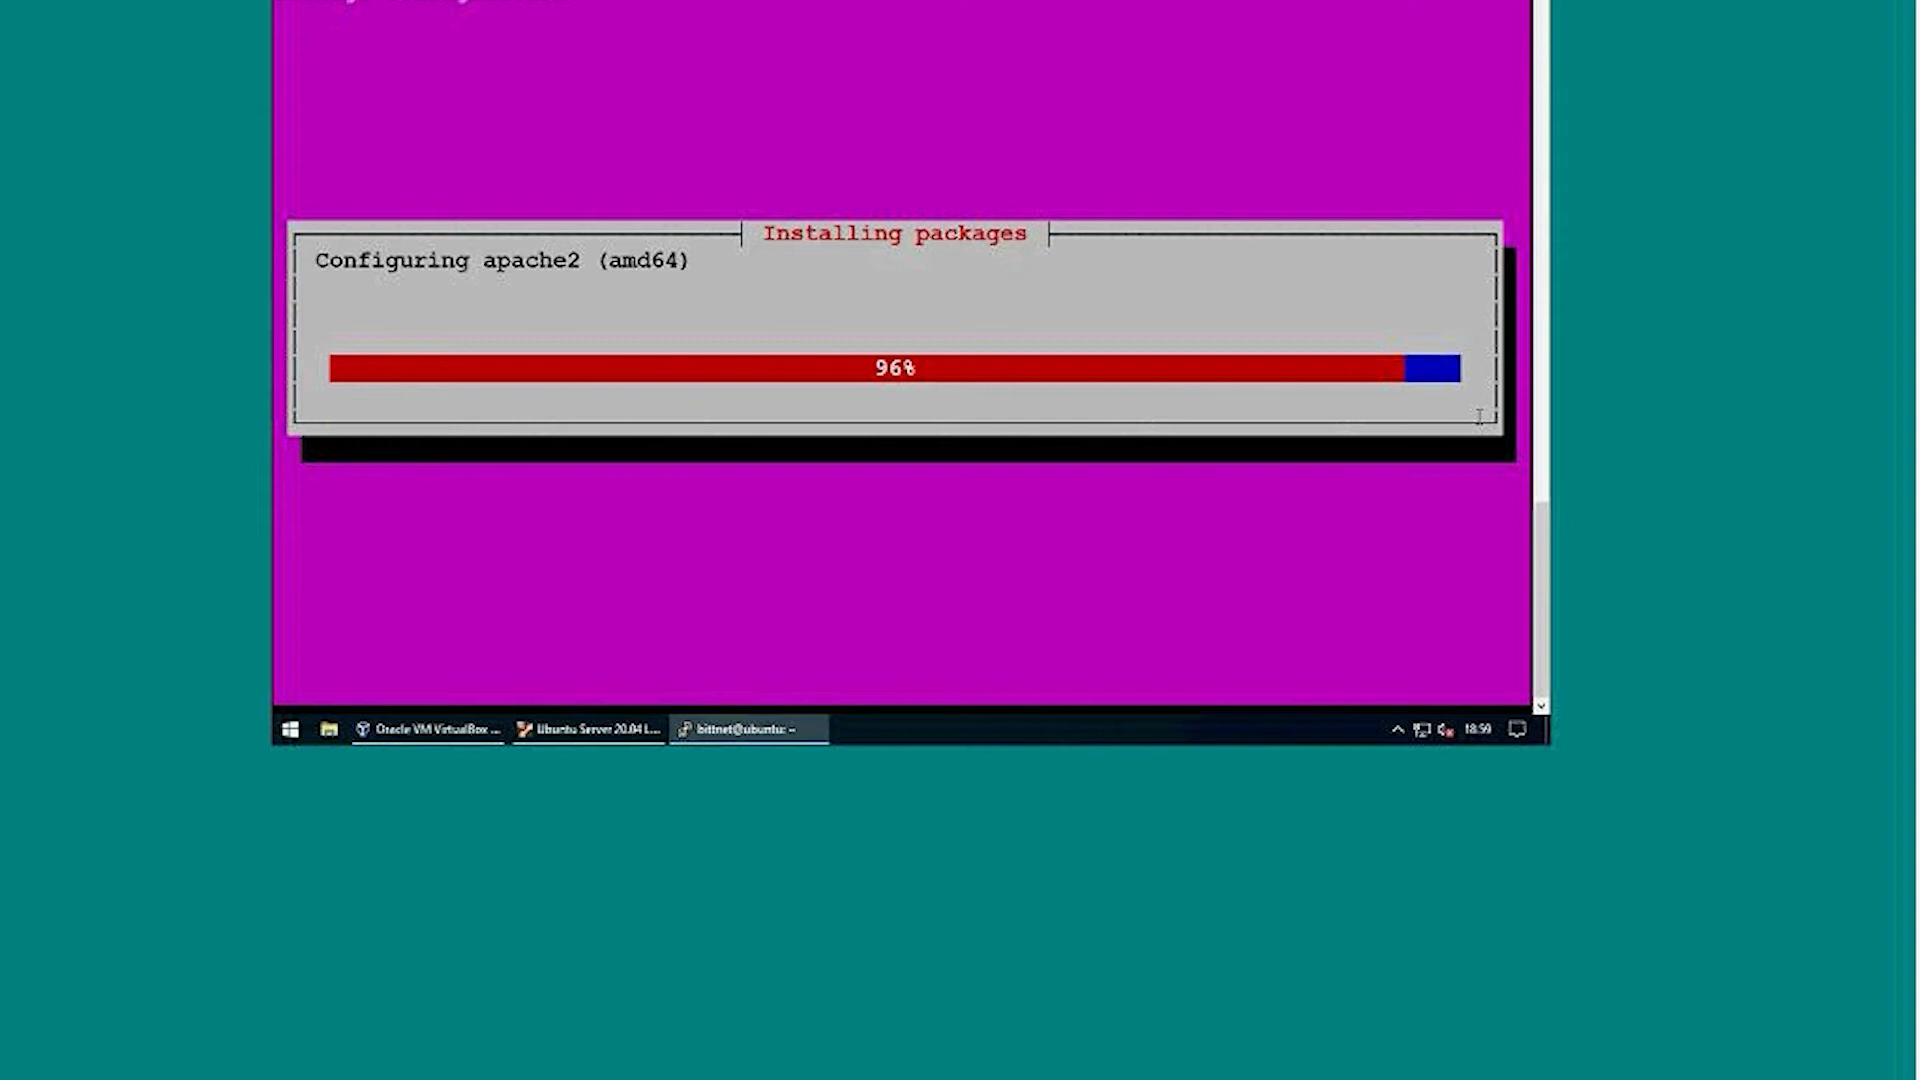 Installing packages
Configuring apache2 (amd64)
96%
Oracle VM VirtualBox ...
Ubuntu Server 20.04 L...
bittnet@ubuntu: ~
18:59